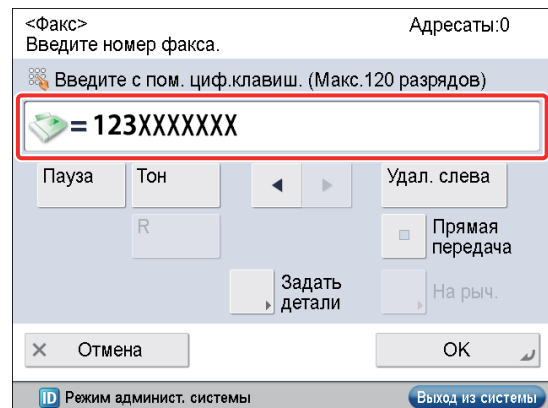 <Факс>
Адресаты:0
Введите номер факса.
Введите с пом. циф.клавиш. (Макс.120 разрядов)
= 123XXXXXXX
Пауза
Тон
Удал. слева
R
Прямая
передача
Задать
детали
На рыч.
Отмена
OK
ID Режим админист. системы
Выход из системы